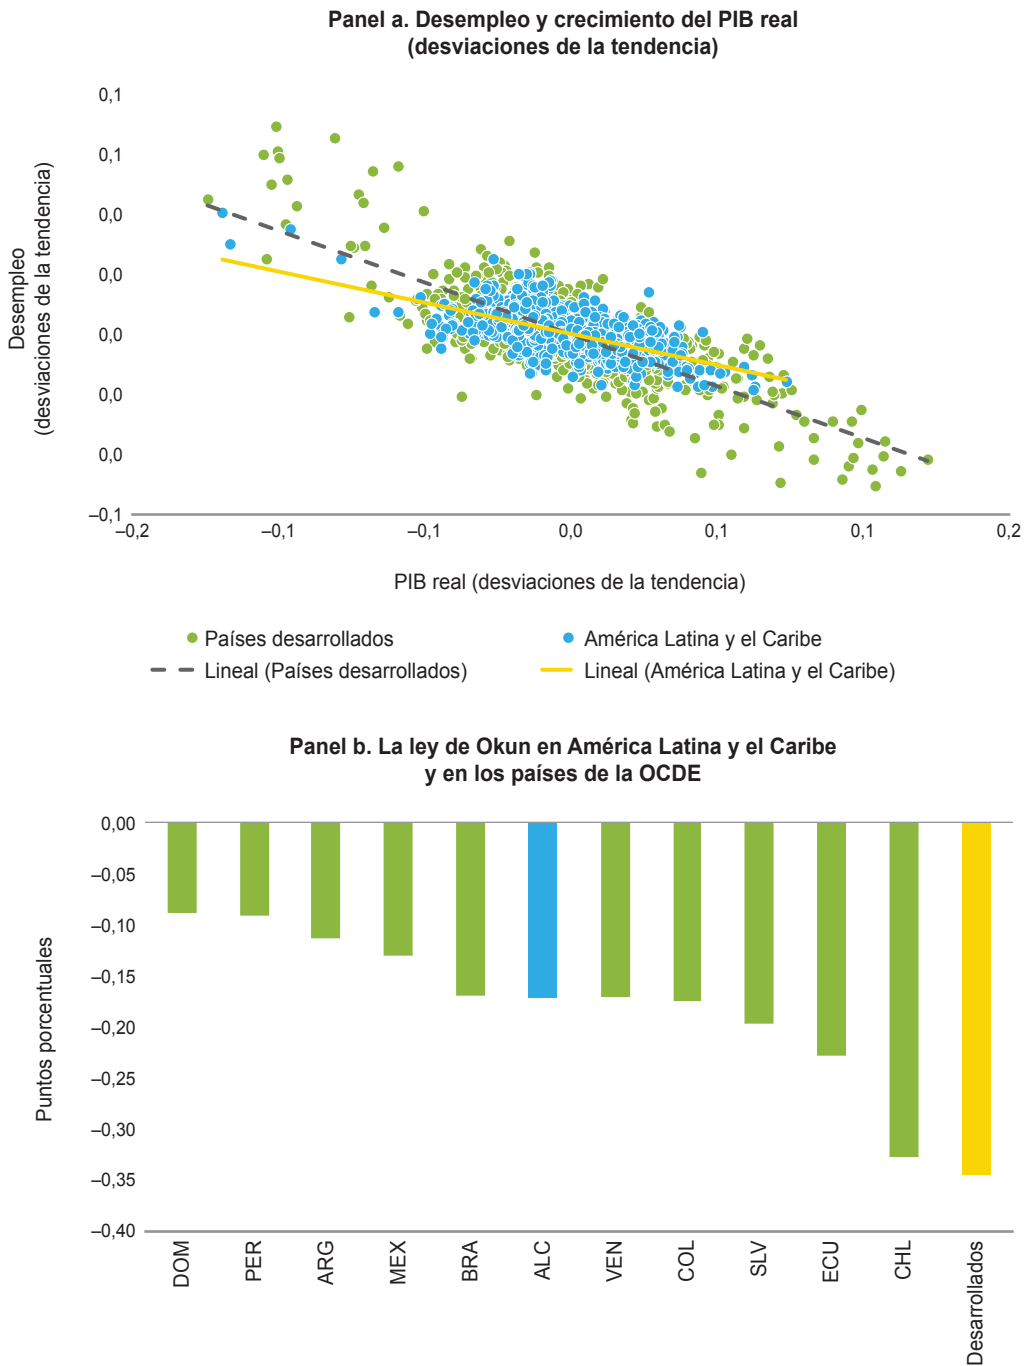 Panel a. Desempleo y crecimiento del PIB real
(desviaciones de la tendencia)
Desempleo
(desviaciones de la tendencia)
0,1
0,1
0,0
0,0
0,0
0,0
0,0
–0,1
–0,2
–0,1
–0,1
0,0
0,1
0,1
0,2
PIB real (desviaciones de la tendencia)
Países desarrollados
América Latina y el Caribe
Lineal (Países desarrollados)
Lineal (América Latina y el Caribe)
Panel b. La ley de Okun en América Latina y el Caribe
y en los países de la OCDE
Puntos porcentuales
0,00
–0,05
–0,10
–0,15
–0,20
–0,25
–0,30
–0,35
–0,40
DOM
PER
ARG
MEX
BRA
ALC
VEN
COL
SLV
ECU
CHL
Desarrollados